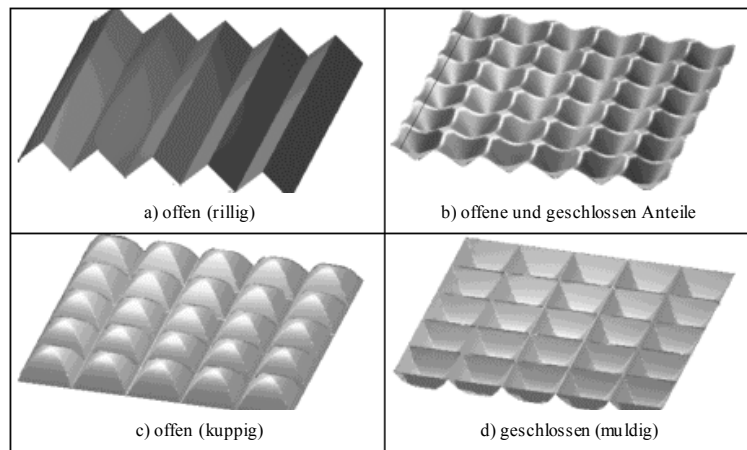 a) offen (rillig)
b) offene und geschlossen Anteile
c) offen (kuppig)
d) geschlossen (muldig)